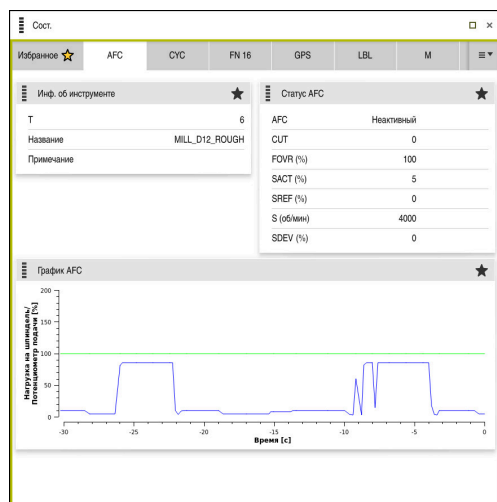 Сост.
Избранное AFC CYC FN 16 GPS LBL M
Инф. об инструменте
T 6
Название MILL_D12_ROUGH
Примечание
Статус AFC
AFC Неактивный
CUT 0
FOVR (%) 100
SACT (%) 5
SREF (%) 0
S (об/мин) 4000
SDEV (%) 0
График AFC
Нагрузка на шпиндель/
Потенциометр подачи [%]
200
150
100
50
0
-30 -25 -20 -15 -10 -5 0
Время [с]